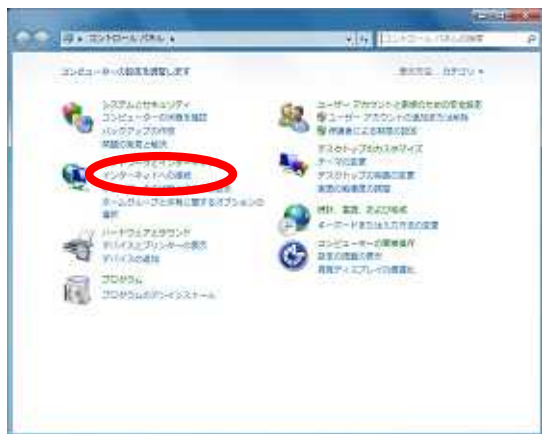 コントロール パネル
コントロール パネルの検索
コンピューターの設定を調整します
表示方法: カテゴリ
システムとセキュリティ
コンピューターの状態を確認
バックアップの作成
問題の発見と解決
インターネットへの接続
ホームグループと共有に関するオプションの
選択
ハードウェアとサウンド
デバイスとプリンターの表示
デバイスの追加
プログラム
プログラムのアンインストール
ユーザー アカウントと家族のための安全設定
ユーザー アカウントの追加または削除
保護者による制限の設定
デスクトップのカスタマイズ
テーマの変更
デスクトップの背景の変更
画面の解像度の調整
時計、言語、および地域
キーボードまたは入力方法の変更
コンピューターの簡単操作
設定の提案の表示
視覚ディスプレイの最適化